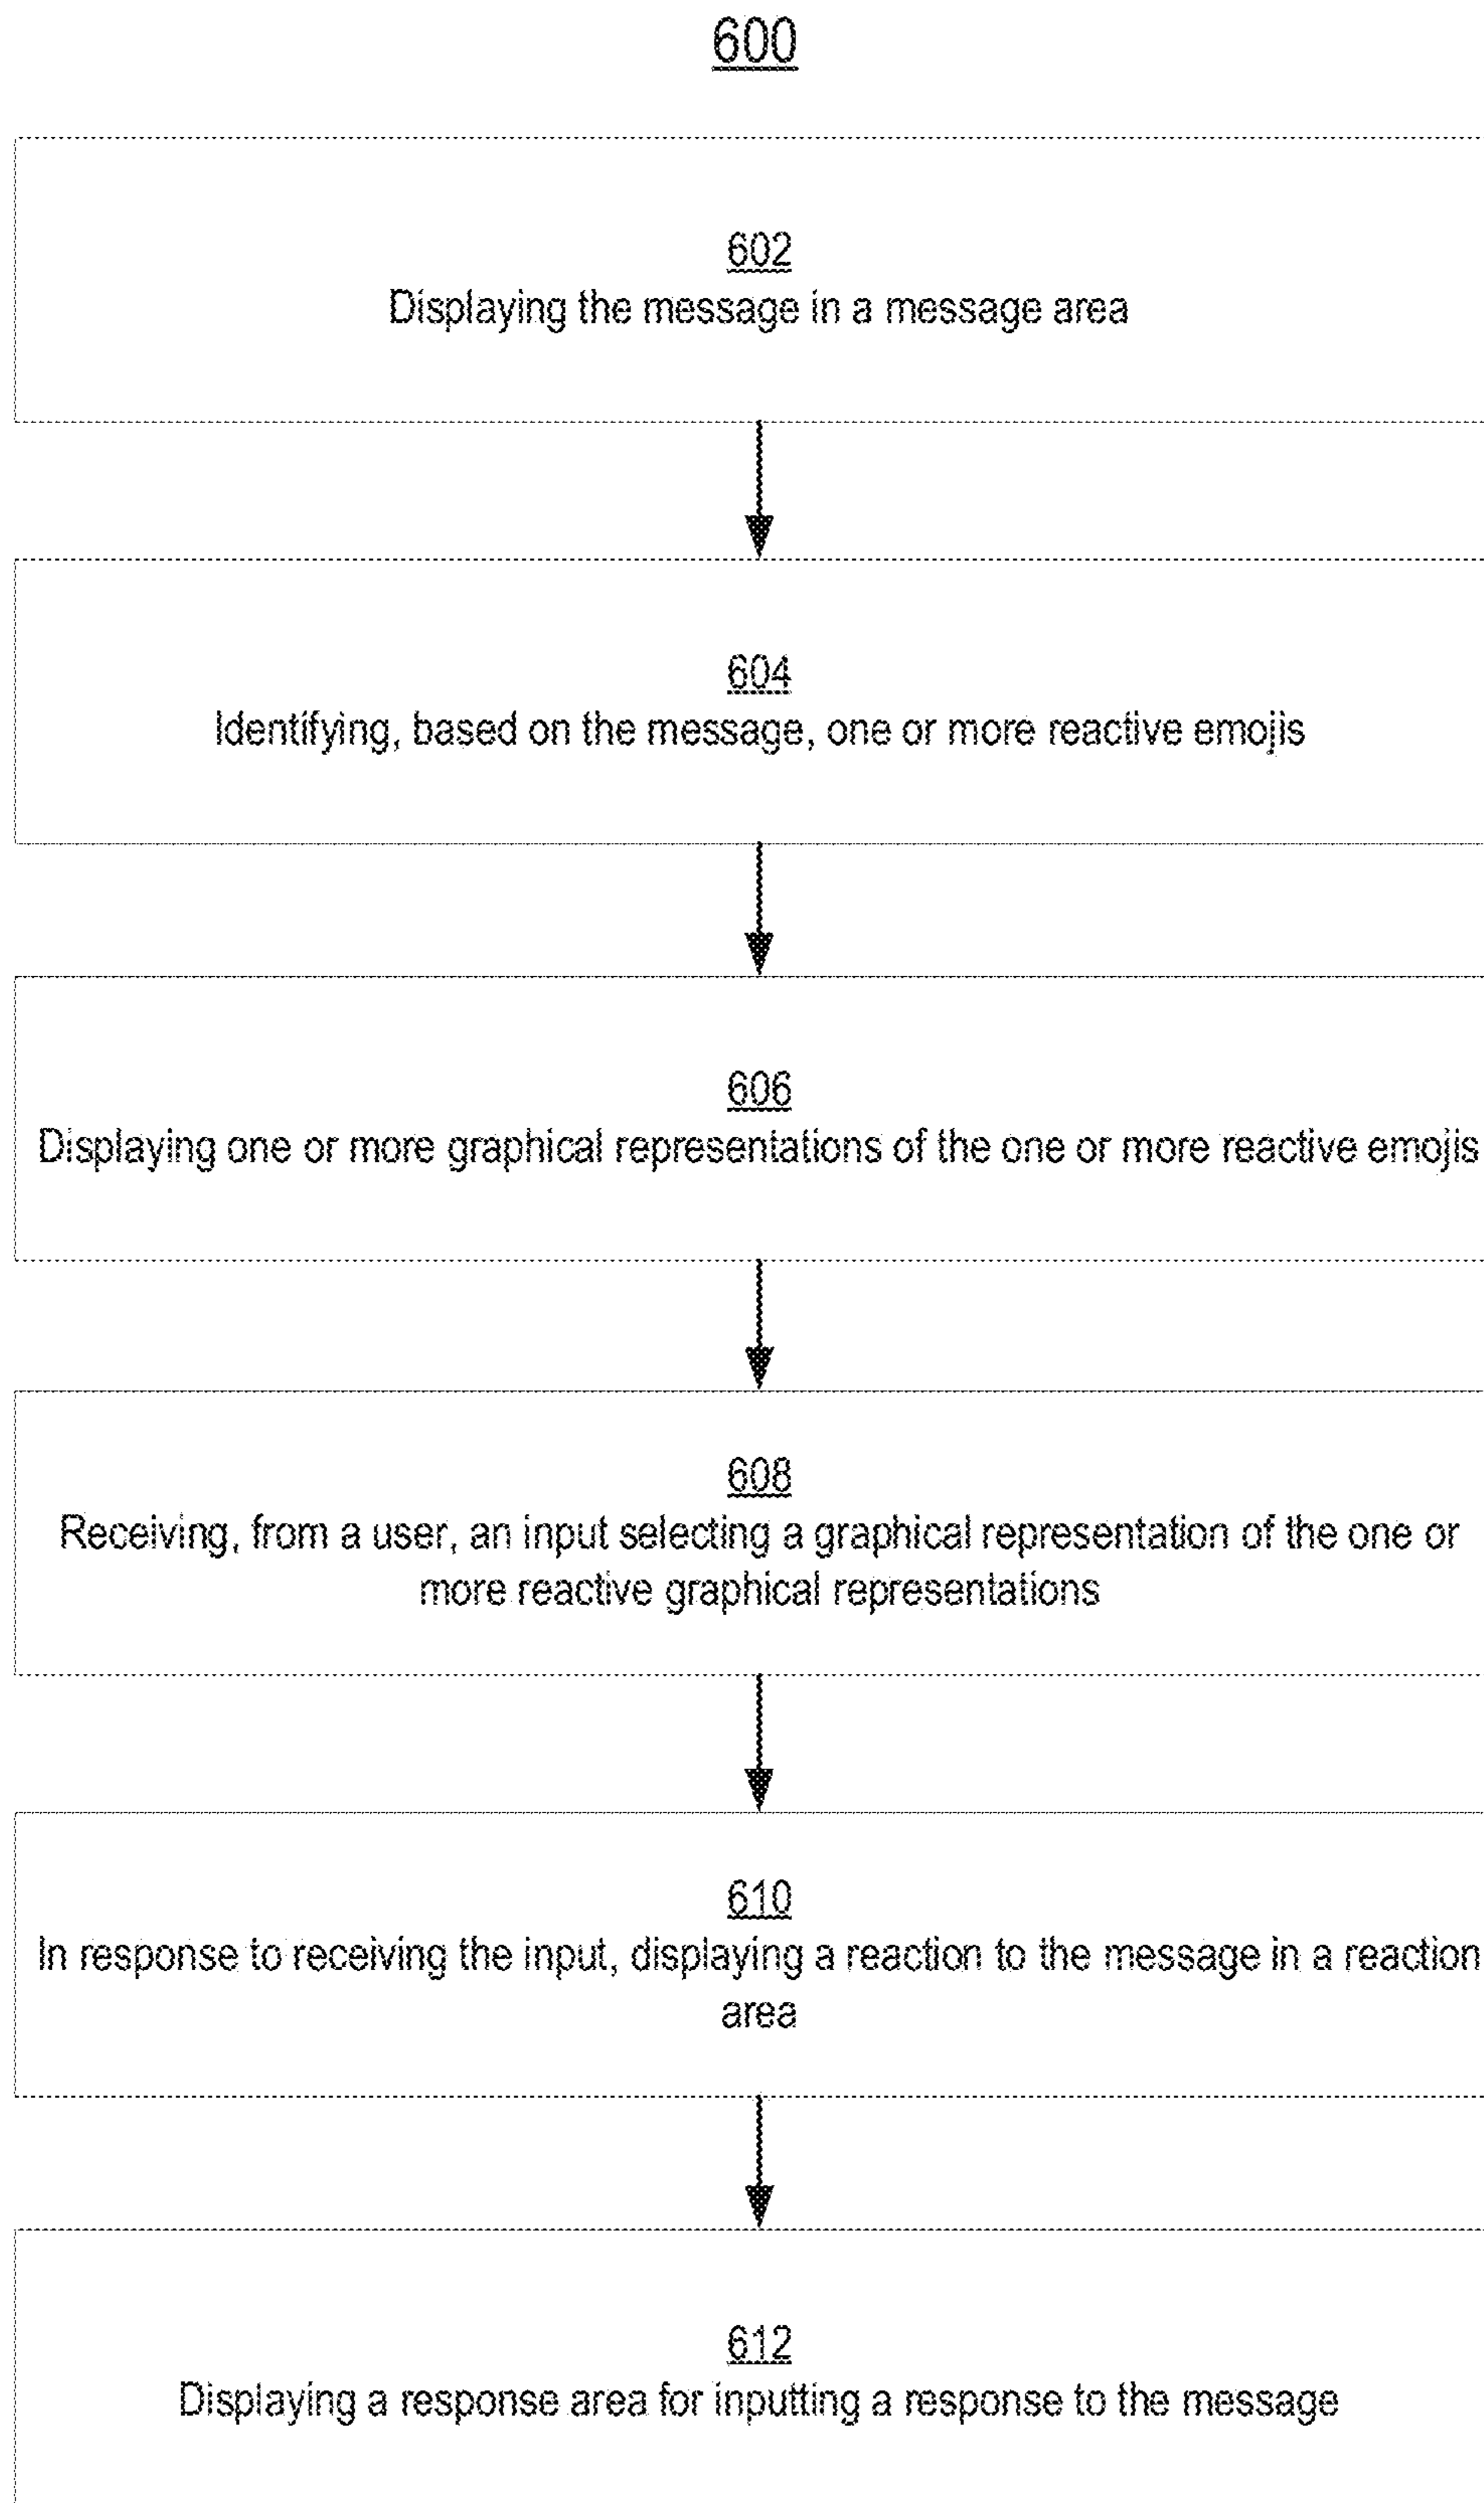 600
602
Displaying the message in a message area
604
Identifying, based on the message, one or more reactive emojis
606
Displaying one or more graphical representations of the one or more reactive emojis
608
Receiving, from a user, an input selecting a graphical representation of the one or
more reactive graphical representations
610
In response to receiving the input, displaying a reaction to the message in a reaction
area
612
Displaying a response area for inputting a response to the message